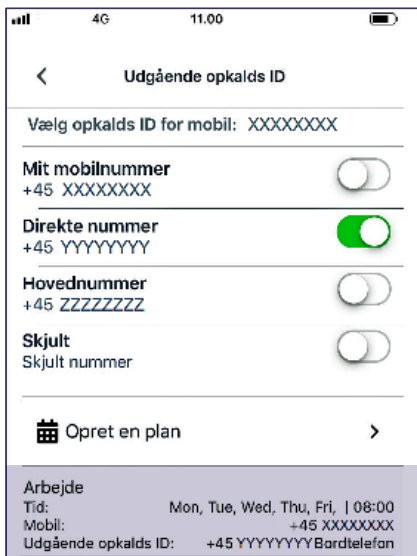 4G 11.00
Udgående opkalds ID
Vælg opkalds ID for mobil: XXXXXXXX
Mit mobilnummer
+45 XXXXXXXX
Direkte nummer
+45 YYYYYYYY
Hovednummer
+45 ZZZZZZZZ
Skjult
Skjult nummer
Opret en plan
Arbejde
Tid: Mon, Tue, Wed, Thu, Fri, | 08:00
Mobil: +45 XXXXXXXX
Udgående opkalds ID: +45 YYYYYYYY Bordtelefon